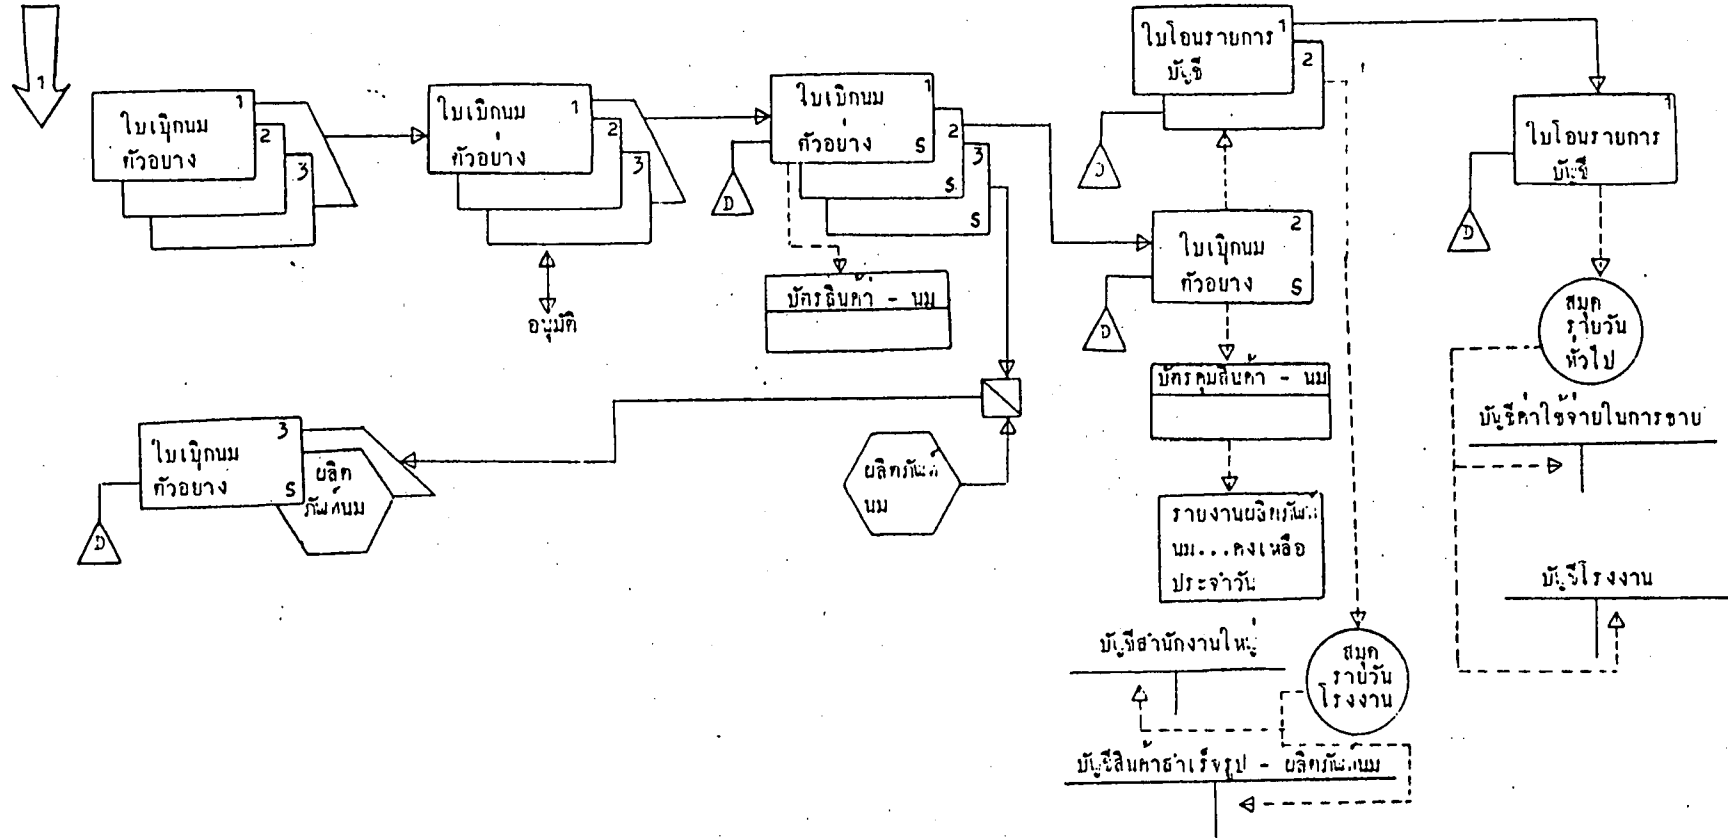 1
ใบเบิกนม
ตัวอยาง
1
2
3
ใบเบิกนม
ตัวอย่าง
1
2
3
อนุมัติ
ใบเบิกนม
ตัวอย่าง
1
S
2
S
3
S
D
บัตรสินค้า - นม
ใบโอนรายการ
บัญชี
1
2
D
ใบเบิกนม
ตัวอยาง
2
S
D
บัตรคุมสินค้า - นม
รายงานผลิตภัณฑ์
นม...คงเหลือ
ประจำวัน
ใบโอนรายการ
บัญชี
1
D
สมุด
รายวัน
ทั่วไป
บัญชีค่าใช้จ่ายในการขาย
บัญชีโรงงาน
ใบเบิกนม
ตัวอยาง
3
S
D
ผลิต
ภัณฑ์นม
ผลิตภัณฑ์
นม
บัญชีสำนักงานใหญ่
สมุด
รายวัน
โรงงาน
บัญชีสินค้าสำเร็จรูป - ผลิตภัณฑ์นม